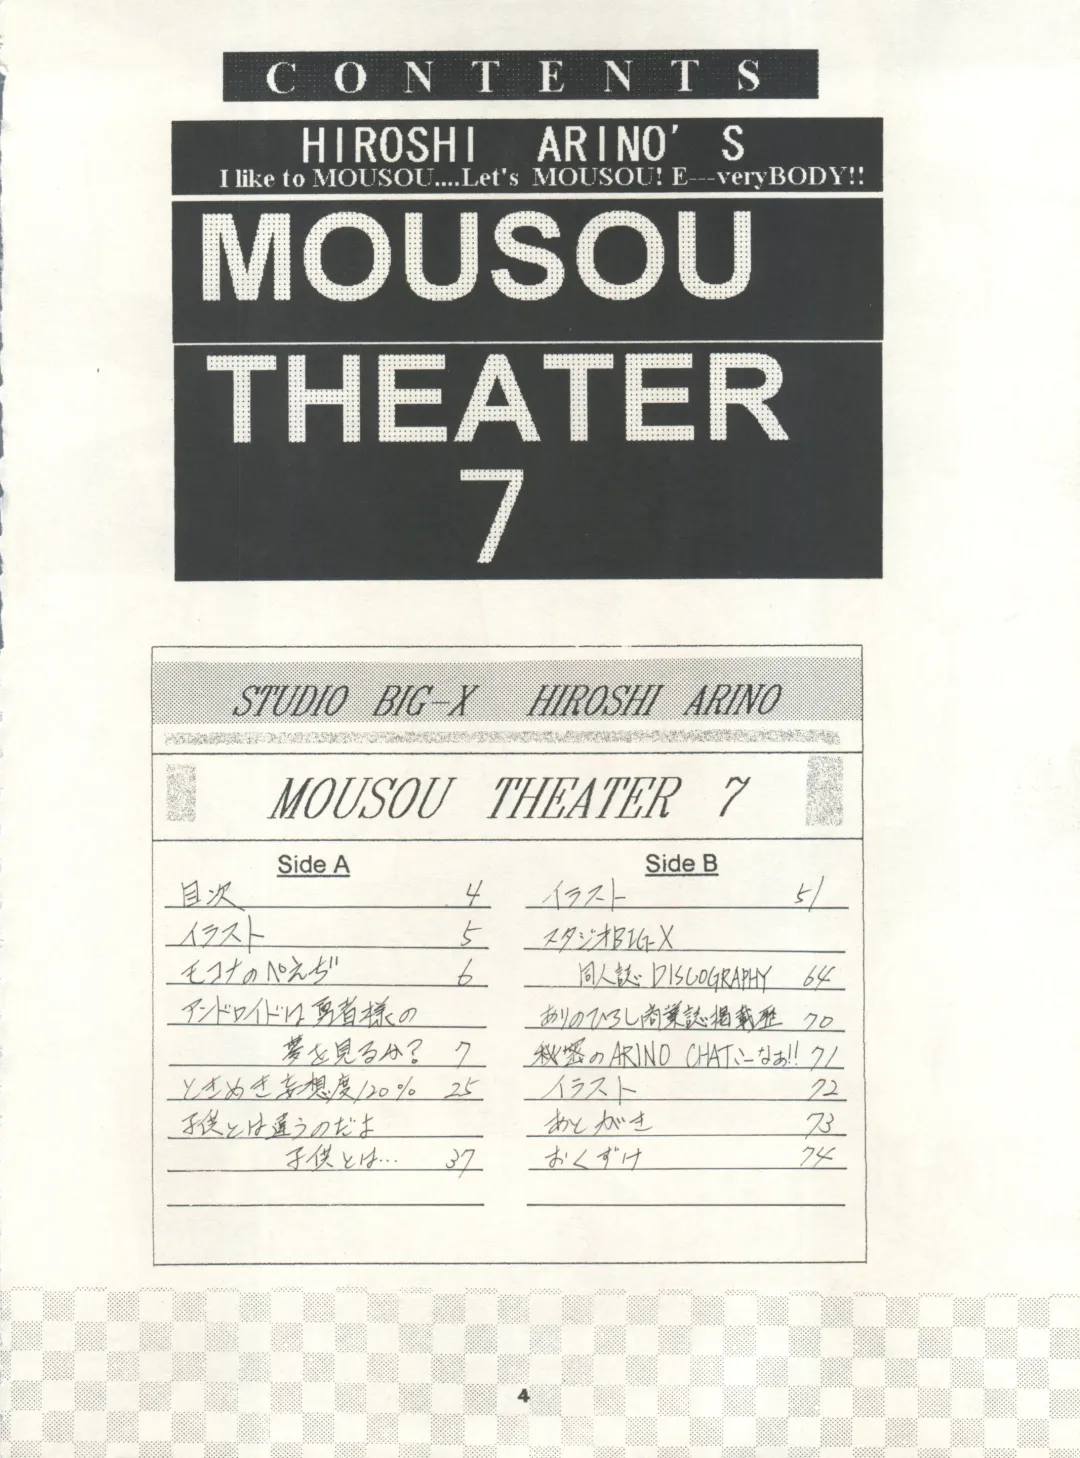 CONTENTS
HIROSHI ARINO'S
I like to MOUSOU....Let's MOUSOU! E---veryBODY!!
MOUSOU
THEATER
7
STUDIO BIG-X HIROSHI ARINO
MOUSOU THEATER 7
Side A
目次 4
イラスト 5
モコナのぺえぢ 6
アンドロイドは勇者様の
夢を見るか? 7
ときめき妄想度120% 25
子供とは違うのだよ
子供とは… 37
Side B
イラスト 51
スタジオBIG-X
同人誌 DISCOGRAPHY 64
ありのひろし商業誌掲載歴 70
秘密のARINO CHATこーなぁ!! 71
イラスト 72
あとがき 73
おくずけ 74
4